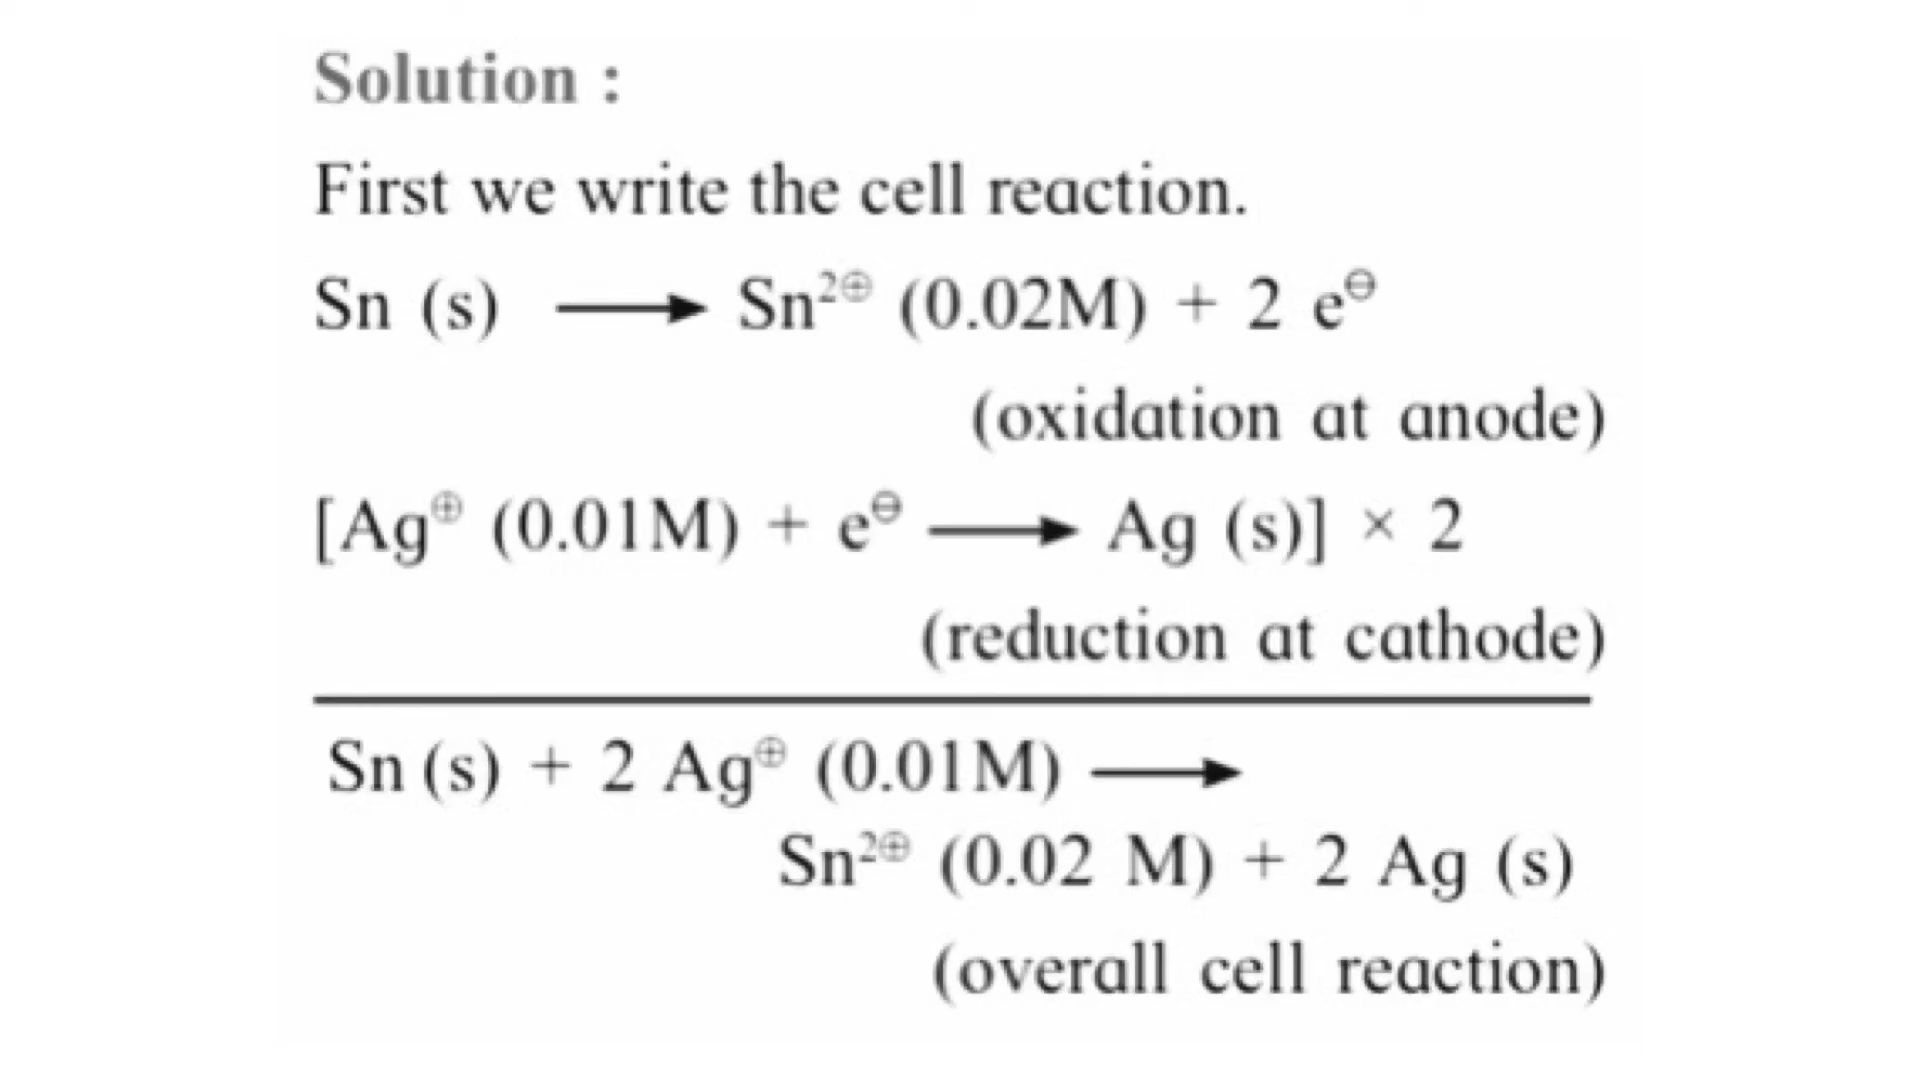 Solution :
First we write the cell reaction.
Sn (s) ⟶ Sn²⊕ (0.02M) + 2 e⊖
(oxidation at anode)
[Ag⊕ (0.01M) + e⊖ ⟶ Ag (s)] × 2
(reduction at cathode)
Sn (s) + 2 Ag⊕ (0.01M) ⟶
Sn²⊕ (0.02 M) + 2 Ag (s)
(overall cell reaction)